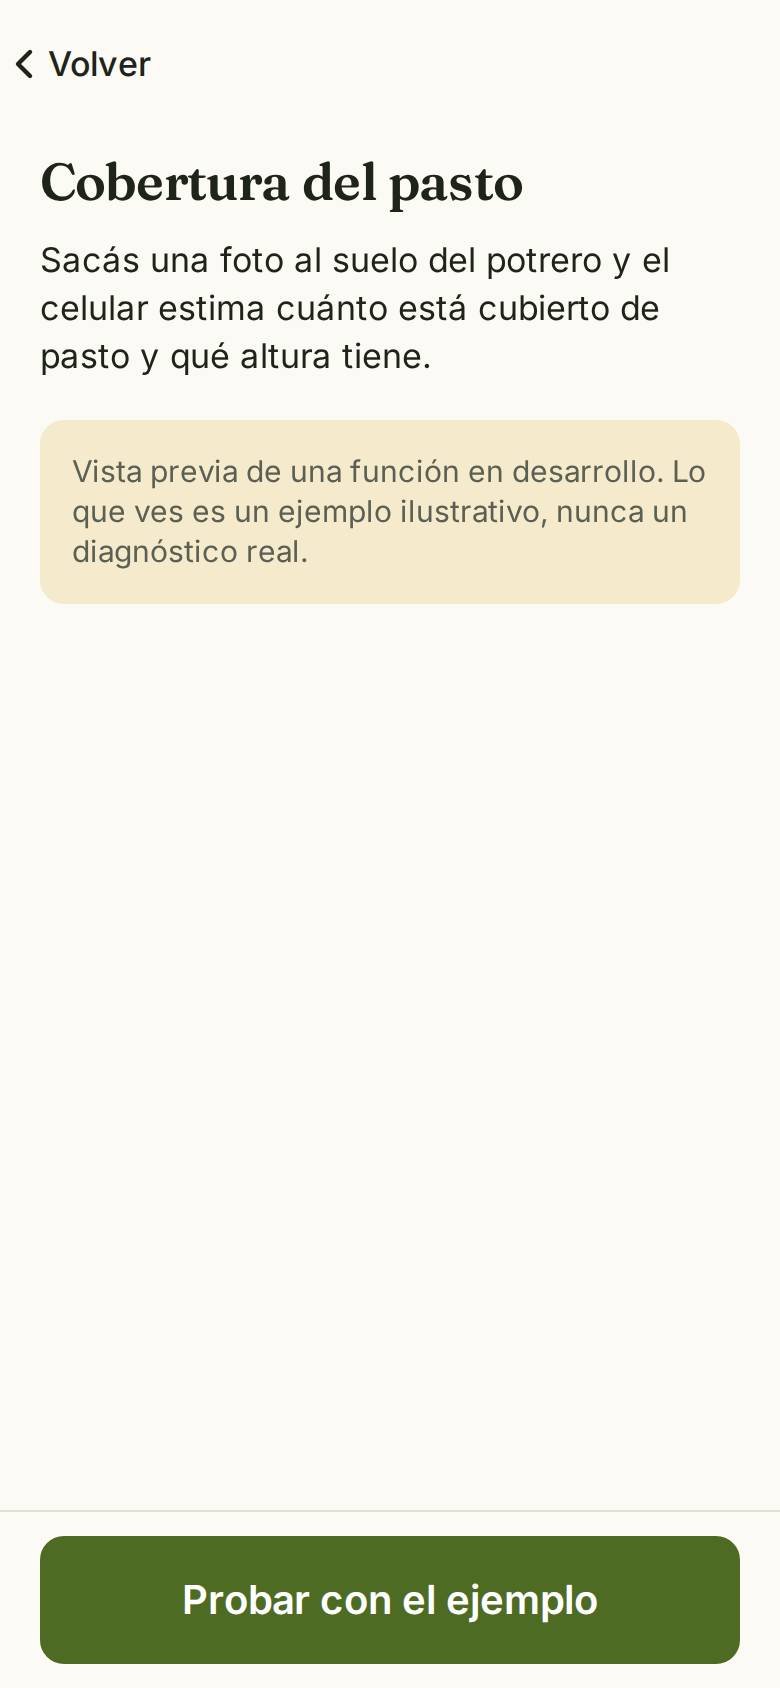 Volver
Cobertura del pasto
Sacás una foto al suelo del potrero y el
celular estima cuánto está cubierto de
pasto y qué altura tiene.
Vista previa de una función en desarrollo. Lo
que ves es un ejemplo ilustrativo, nunca un
diagnóstico real.
Probar con el ejemplo